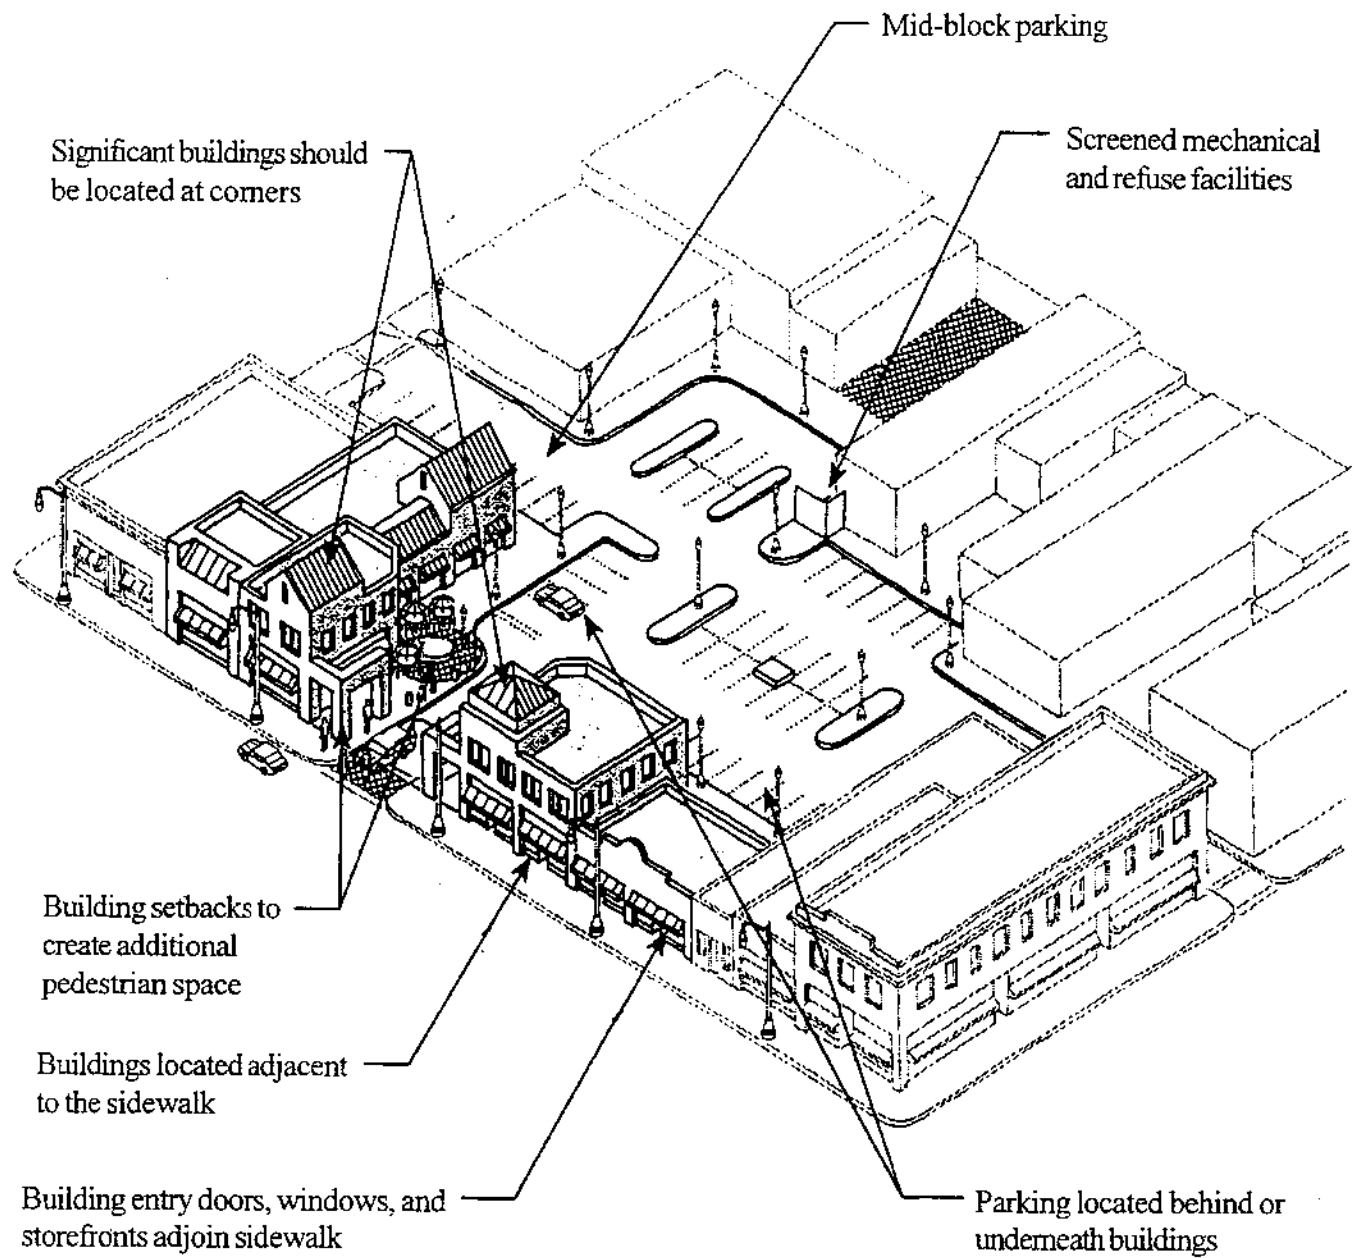 Mid-block parking
Significant buildings should
be located at corners
Screened mechanical
and refuse facilities
Building setbacks to
create additional
pedestrian space
Buildings located adjacent
to the sidewalk
Building entry doors, windows, and
storefronts adjoin sidewalk
Parking located behind or
underneath buildings